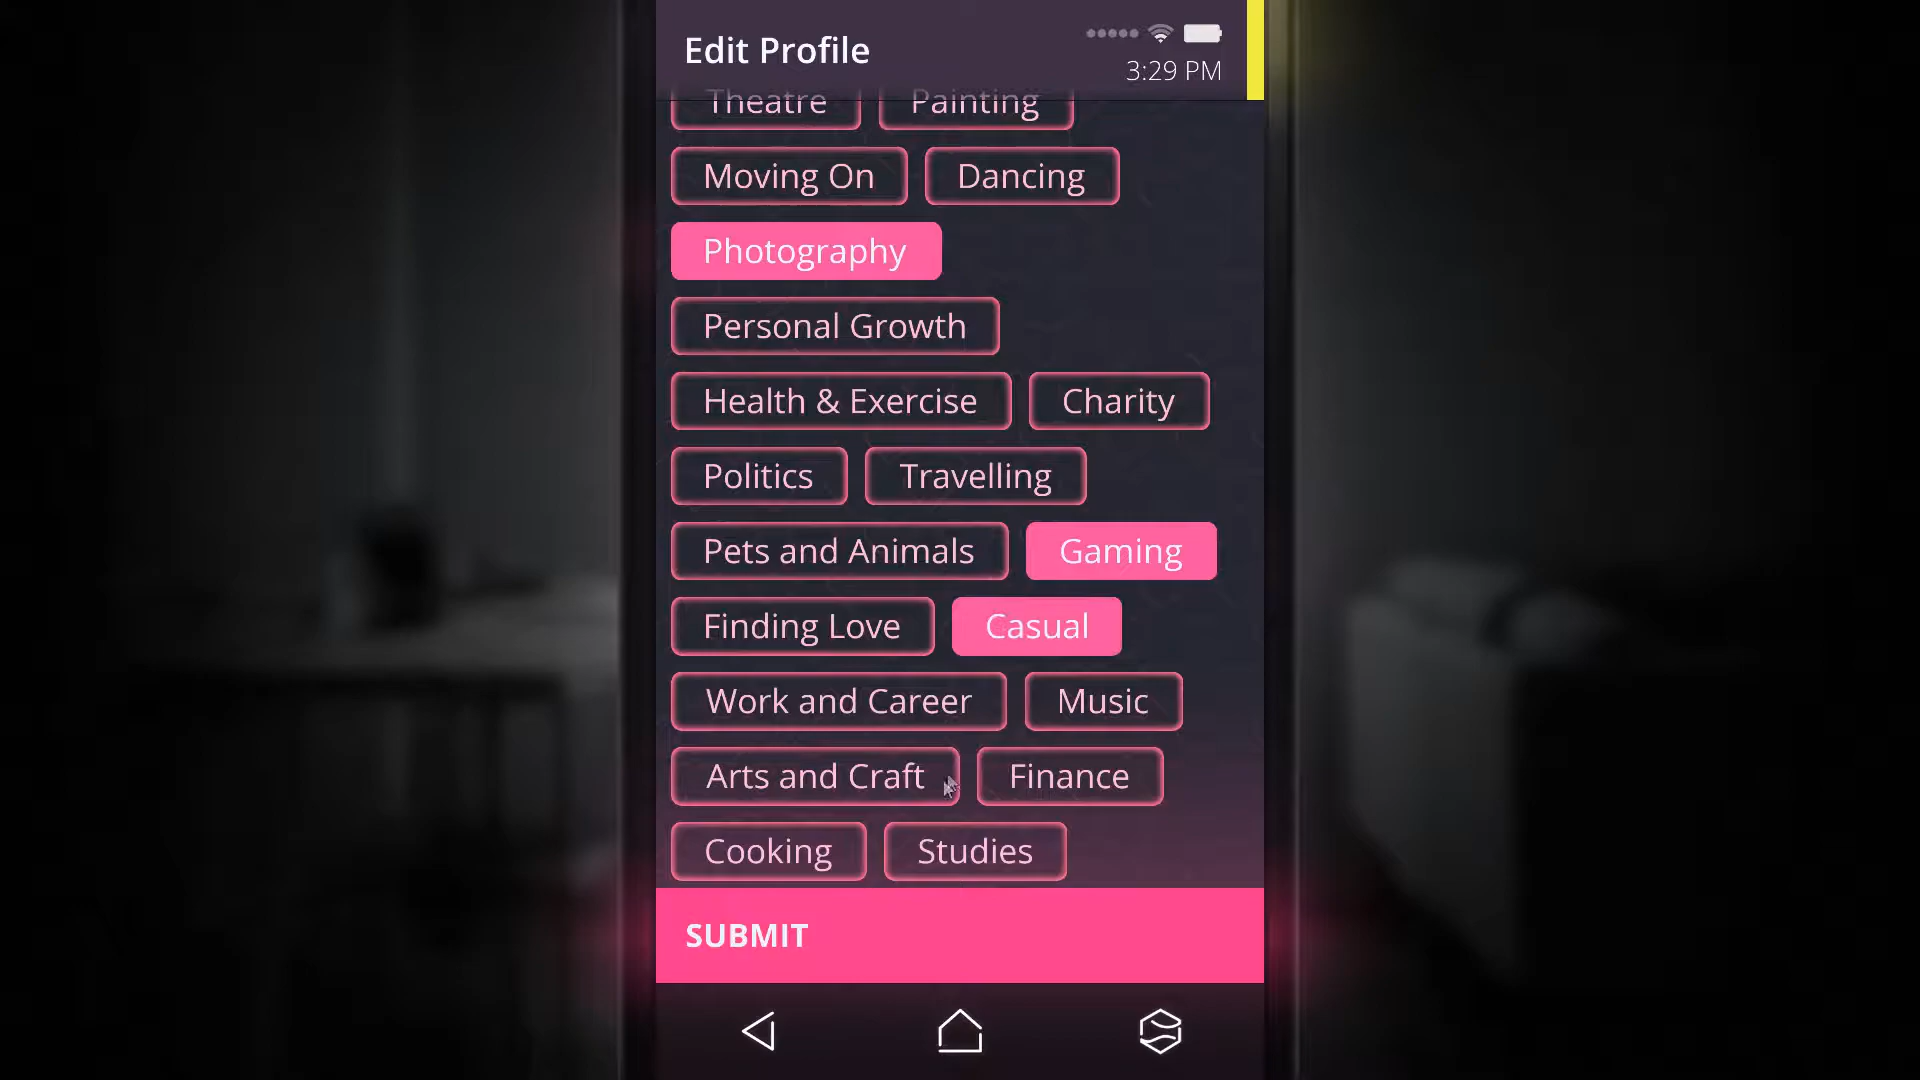 Edit Profile
3:29 PM
Theatre Painting
Moving On Dancing
Photography
Personal Growth
Health & Exercise Charity
Politics Travelling
Pets and Animals Gaming
Finding Love Casual
Work and Career Music
Arts and Craft Finance
Cooking Studies
SUBMIT